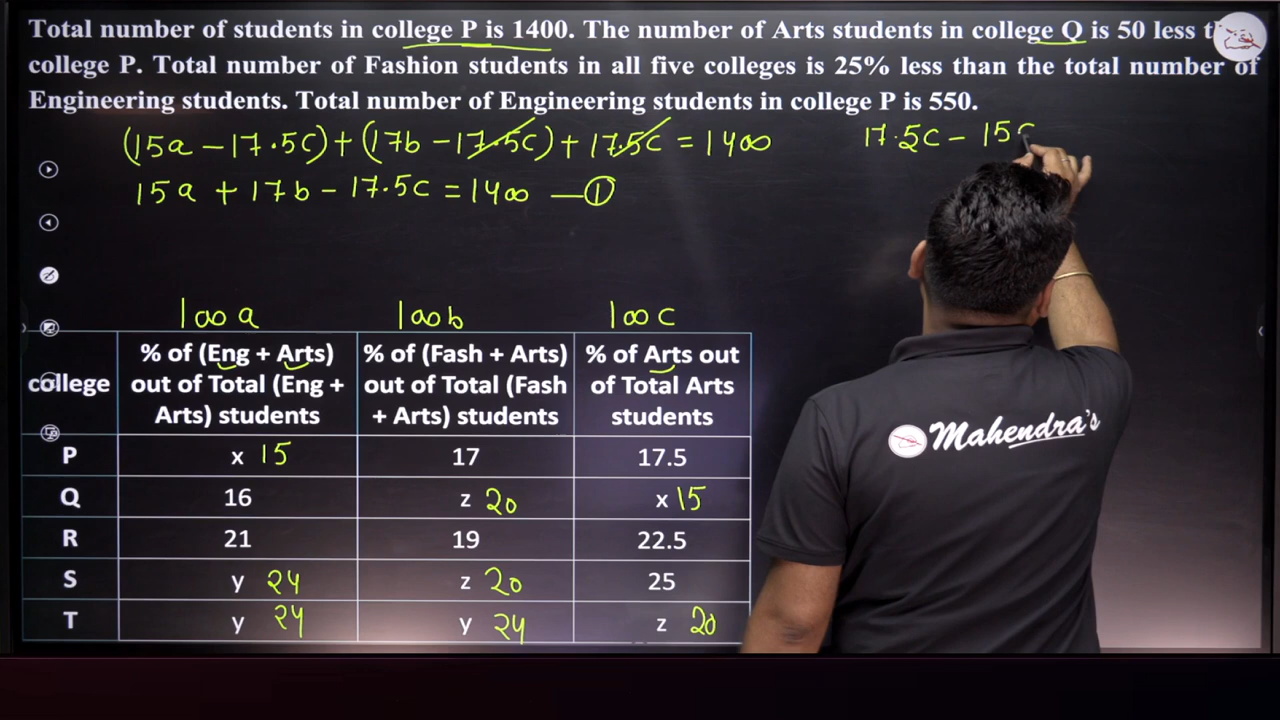 Total number of students in college P is 1400. The number of Arts students in college Q is 50 less
college P. Total number of Fashion students in all five colleges is 25% less than the total number of
Engineering students. Total number of Engineering students in college P is 550.
(15a - 17.5c) + (17b - 17.5c) + 17.5c = 1400
17.5c - 15c
15a + 17b - 17.5c = 1400 — ①
100a 100b 100c
college % of (Eng + Arts) out of Total (Eng + Arts) students % of (Fash + Arts) out of Total (Fash + Arts) students % of Arts out of Total Arts students
P x 15 17 17.5
Q 16 z 20 x 15
R 21 19 22.5
S y 24 z 20 25
T y 24 y 24 z 20
Mahendra's